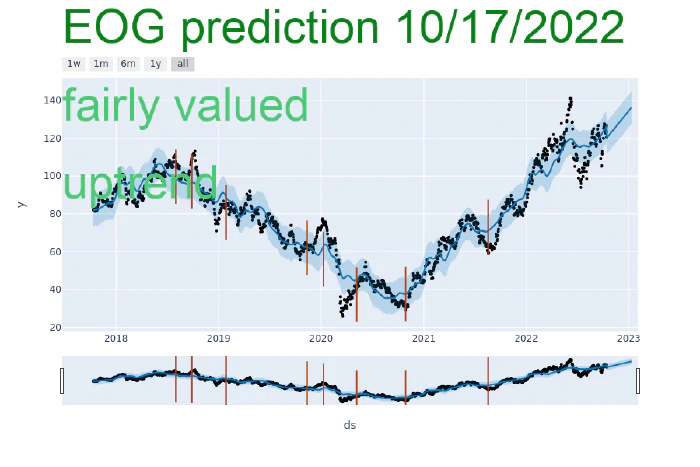 EOG prediction 10/17/2022
1w 1m 6m 1y all
fairly valued
uptrend
140
120
100
80
60
40
20
y
2018 2019 2020 2021 2022 2023
ds